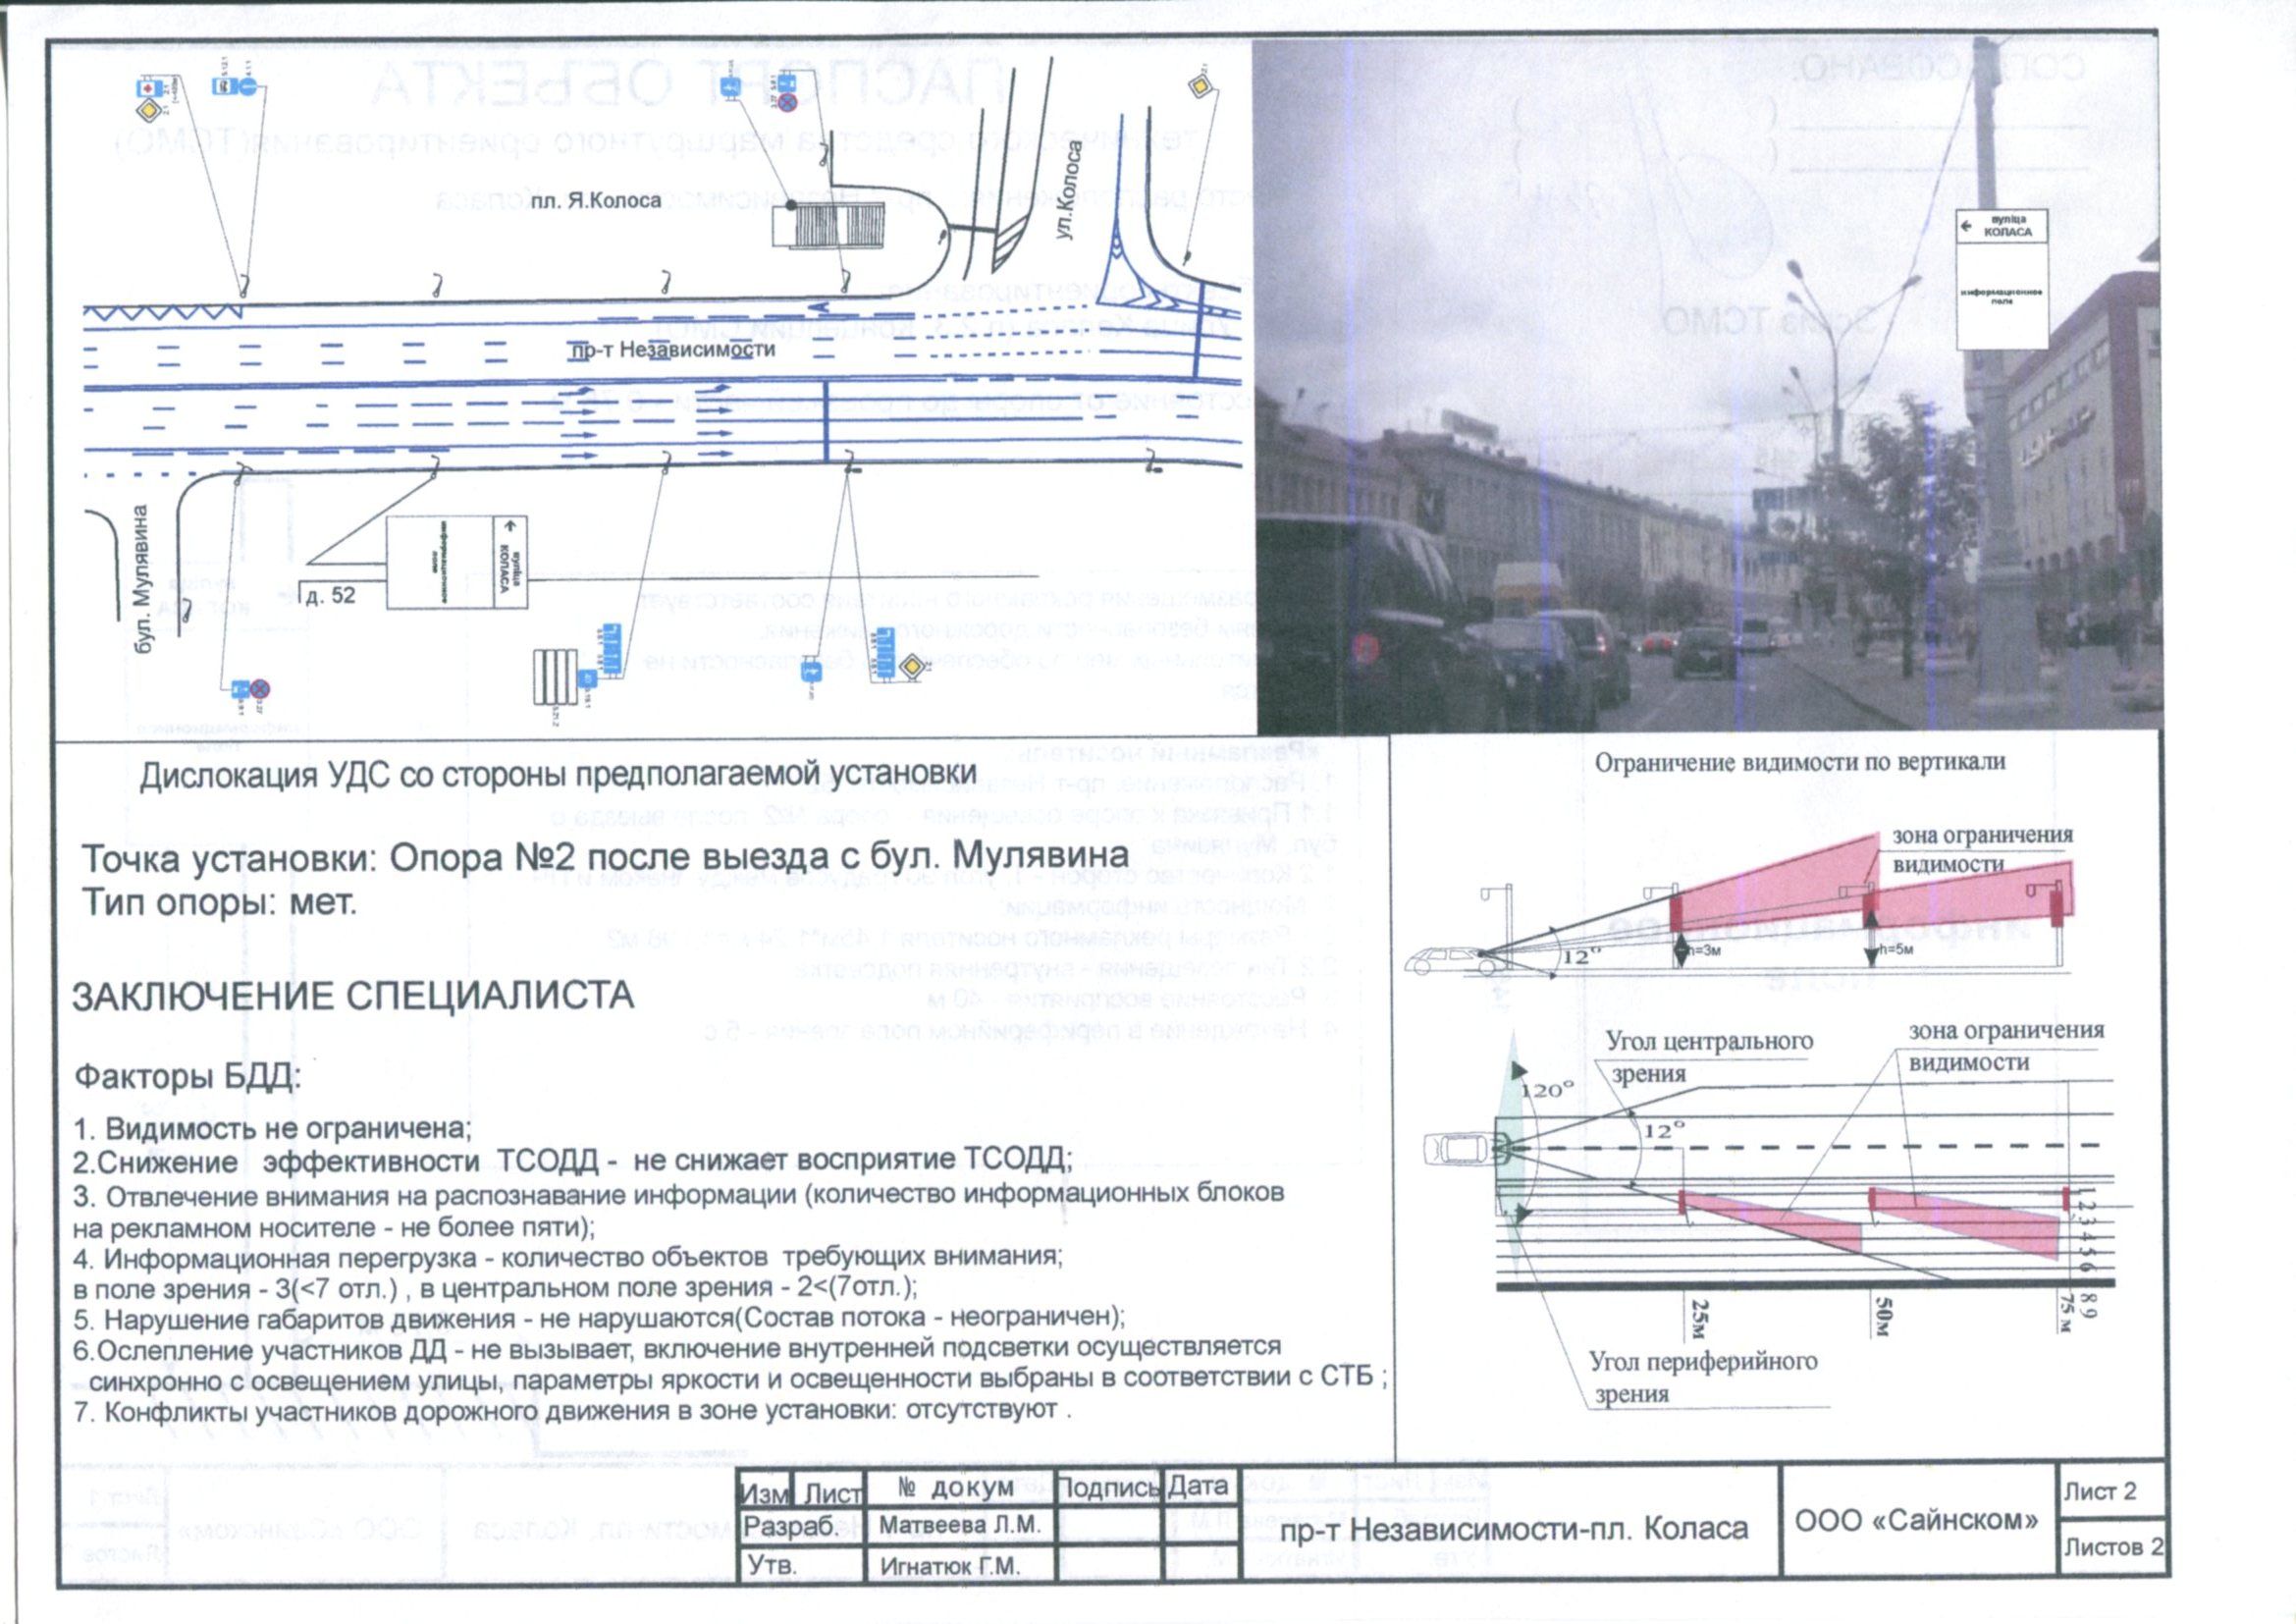 пл. Я.Колоса
ул.Колоса
пр-т Независимости
бул. Мулявина
д. 52
вулiца
КОЛАСА
информационное
поле
вулiца
КОЛАСА
информационное
поле
Дислокация УДС со стороны предполагаемой установки
Точка установки: Опора №2 после выезда с бул. Мулявина
Тип опоры: мет.
ЗАКЛЮЧЕНИЕ СПЕЦИАЛИСТА
Факторы БДД:
1. Видимость не ограничена;
2.Снижение эффективности ТСОДД - не снижает восприятие ТСОДД;
3. Отвлечение внимания на распознавание информации (количество информационных блоков
на рекламном носителе - не более пяти);
4. Информационная перегрузка - количество объектов требующих внимания;
в поле зрения - 3(<7 отл.) , в центральном поле зрения - 2<(7отл.);
5. Нарушение габаритов движения - не нарушаются(Состав потока - неограничен);
6.Ослепление участников ДД - не вызывает, включение внутренней подсветки осуществляется
синхронно с освещением улицы, параметры яркости и освещенности выбраны в соответствии с СТБ ;
7. Конфликты участников дорожного движения в зоне установки: отсутствуют .
Ограничение видимости по вертикали
зона ограничения
видимости
12°
h=3м
h=5м
Угол центрального
зрения
зона ограничения
видимости
120°
12°
1 2 3 4 5 6 8 9
25м
50м
75 м
Угол периферийного
зрения
Изм Лист № докум Подпись Дата
Разраб. Матвеева Л.М.
Утв. Игнатюк Г.М.
пр-т Независимости-пл. Коласа
ООО «Сайнском»
Лист 2
Листов 2